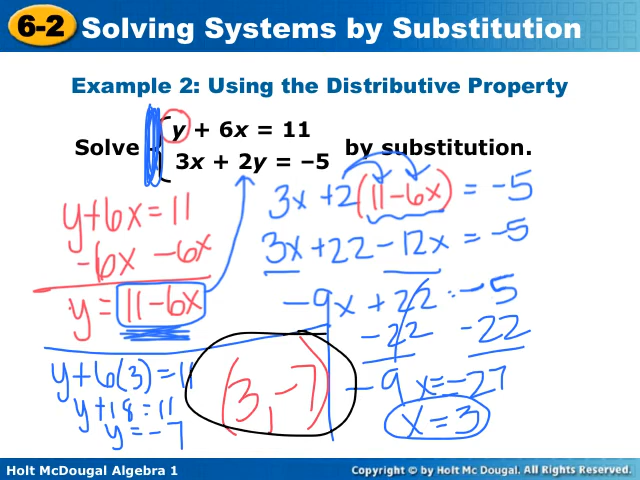 6-2 Solving Systems by Substitution
Example 2: Using the Distributive Property
Solve { y + 6x = 11
3x + 2y = –5 by substitution.
y+6x=11
-6x -6x
y = 11-6x
3x +2(11-6x) = -5
3x+22-12x = -5
-9x + 22 = -5
-22 -22
-9x=-27
x=3
y+6(3)=11
y+18=11
y=-7
(3,-7)
Holt McDougal Algebra 1
Copyright © by Holt Mc Dougal. All Rights Reserved.